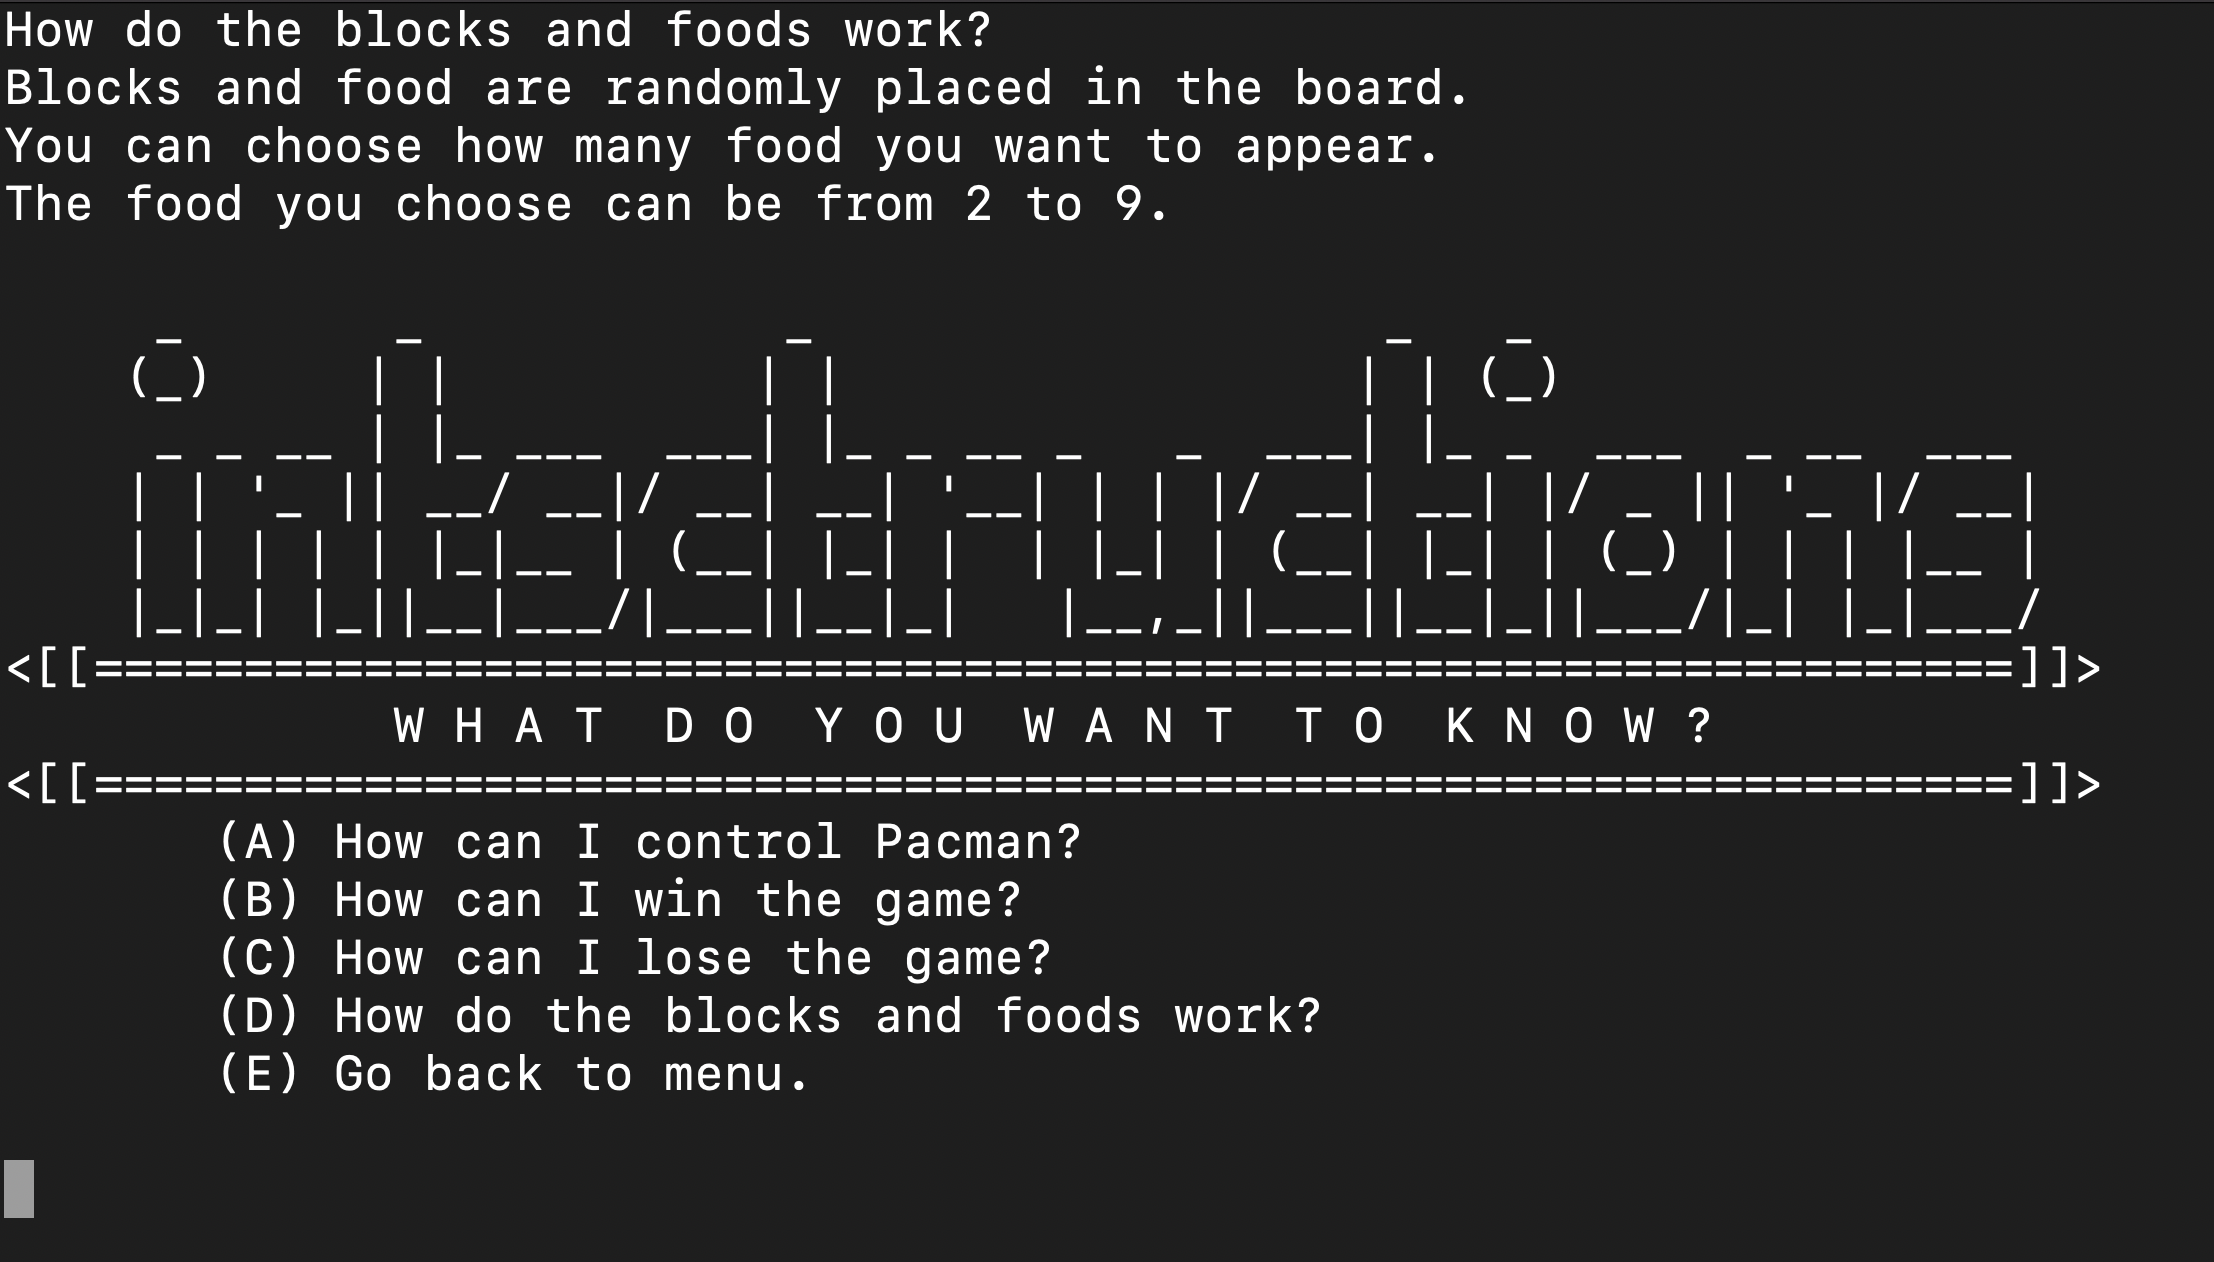 How do the blocks and foods work?
Blocks and food are randomly placed in the board.
You can choose how many food you want to appear.
The food you choose can be from 2 to 9.
instructions
<[[================================================================]]>
W H A T  D O  Y O U  W A N T  T O  K N O W ?
<[[================================================================]]>
(A) How can I control Pacman?
(B) How can I win the game?
(C) How can I lose the game?
(D) How do the blocks and foods work?
(E) Go back to menu.